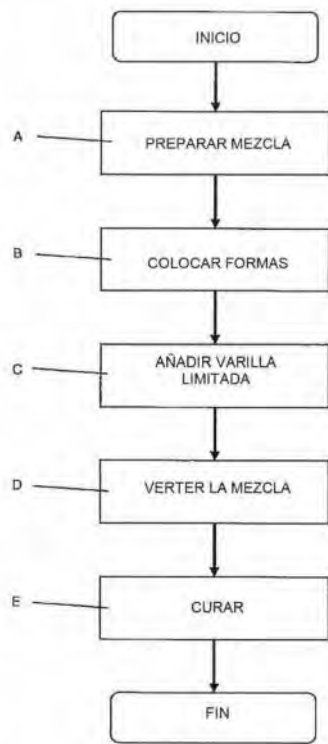 INICIO
A
PREPARAR MEZCLA
B
COLOCAR FORMAS
C
AÑADIR VARILLA
LIMITADA
D
VERTER LA MEZCLA
E
CURAR
FIN